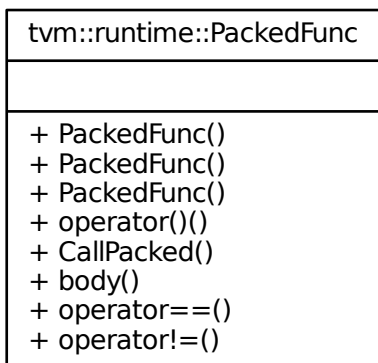 tvm::runtime::PackedFunc
+ PackedFunc()
+ PackedFunc()
+ PackedFunc()
+ operator()()
+ CallPacked()
+ body()
+ operator==()
+ operator!=()